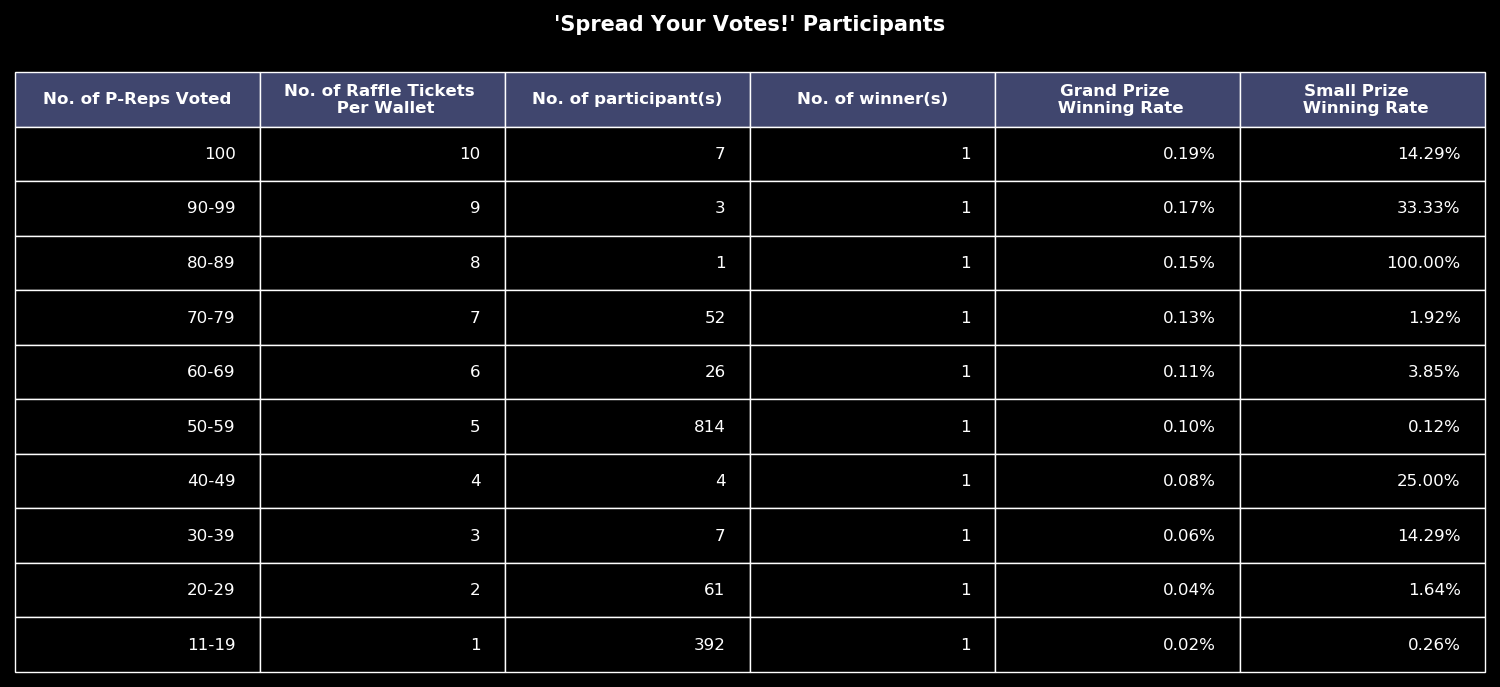 'Spread Your Votes!' Participants
No. of P-Reps Voted No. of Raffle Tickets Per Wallet No. of participant(s) No. of winner(s) Grand Prize Winning Rate Small Prize Winning Rate
100 10 7 1 0.19% 14.29%
90-99 9 3 1 0.17% 33.33%
80-89 8 1 1 0.15% 100.00%
70-79 7 52 1 0.13% 1.92%
60-69 6 26 1 0.11% 3.85%
50-59 5 814 1 0.10% 0.12%
40-49 4 4 1 0.08% 25.00%
30-39 3 7 1 0.06% 14.29%
20-29 2 61 1 0.04% 1.64%
11-19 1 392 1 0.02% 0.26%